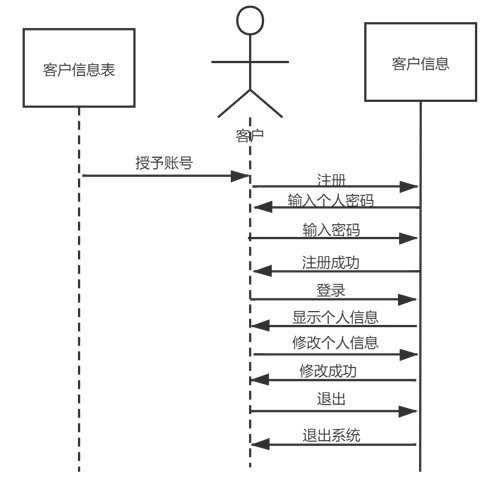 客户信息表
客户信息
客户
授予账号
注册
输入个人密码
输入密码
注册成功
登录
显示个人信息
修改个人信息
修改成功
退出
退出系统